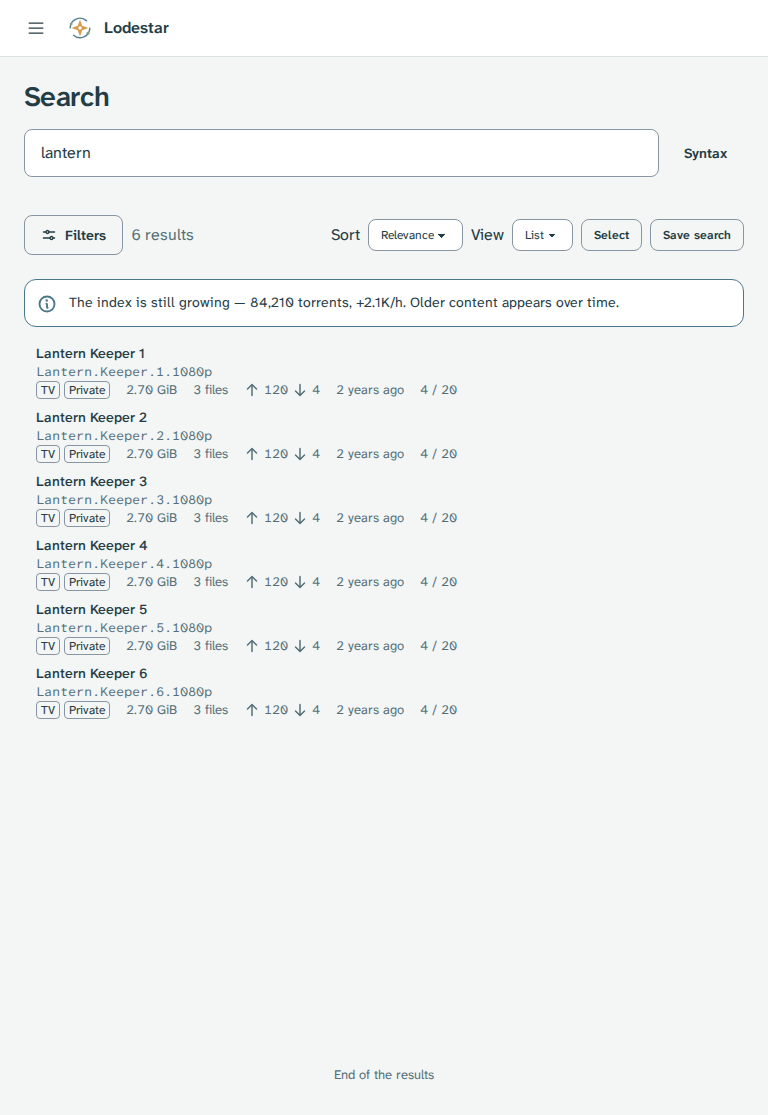 Lodestar
Search
lantern
Syntax
Filters
6 results
Sort
Relevance
View
List
Select
Save search
The index is still growing — 84,210 torrents, +2.1K/h. Older content appears over time.
Lantern Keeper 1
Lantern.Keeper.1.1080p
TV Private 2.70 GiB 3 files ↑ 120 ↓ 4 2 years ago 4 / 20
Lantern Keeper 2
Lantern.Keeper.2.1080p
TV Private 2.70 GiB 3 files ↑ 120 ↓ 4 2 years ago 4 / 20
Lantern Keeper 3
Lantern.Keeper.3.1080p
TV Private 2.70 GiB 3 files ↑ 120 ↓ 4 2 years ago 4 / 20
Lantern Keeper 4
Lantern.Keeper.4.1080p
TV Private 2.70 GiB 3 files ↑ 120 ↓ 4 2 years ago 4 / 20
Lantern Keeper 5
Lantern.Keeper.5.1080p
TV Private 2.70 GiB 3 files ↑ 120 ↓ 4 2 years ago 4 / 20
Lantern Keeper 6
Lantern.Keeper.6.1080p
TV Private 2.70 GiB 3 files ↑ 120 ↓ 4 2 years ago 4 / 20
End of the results